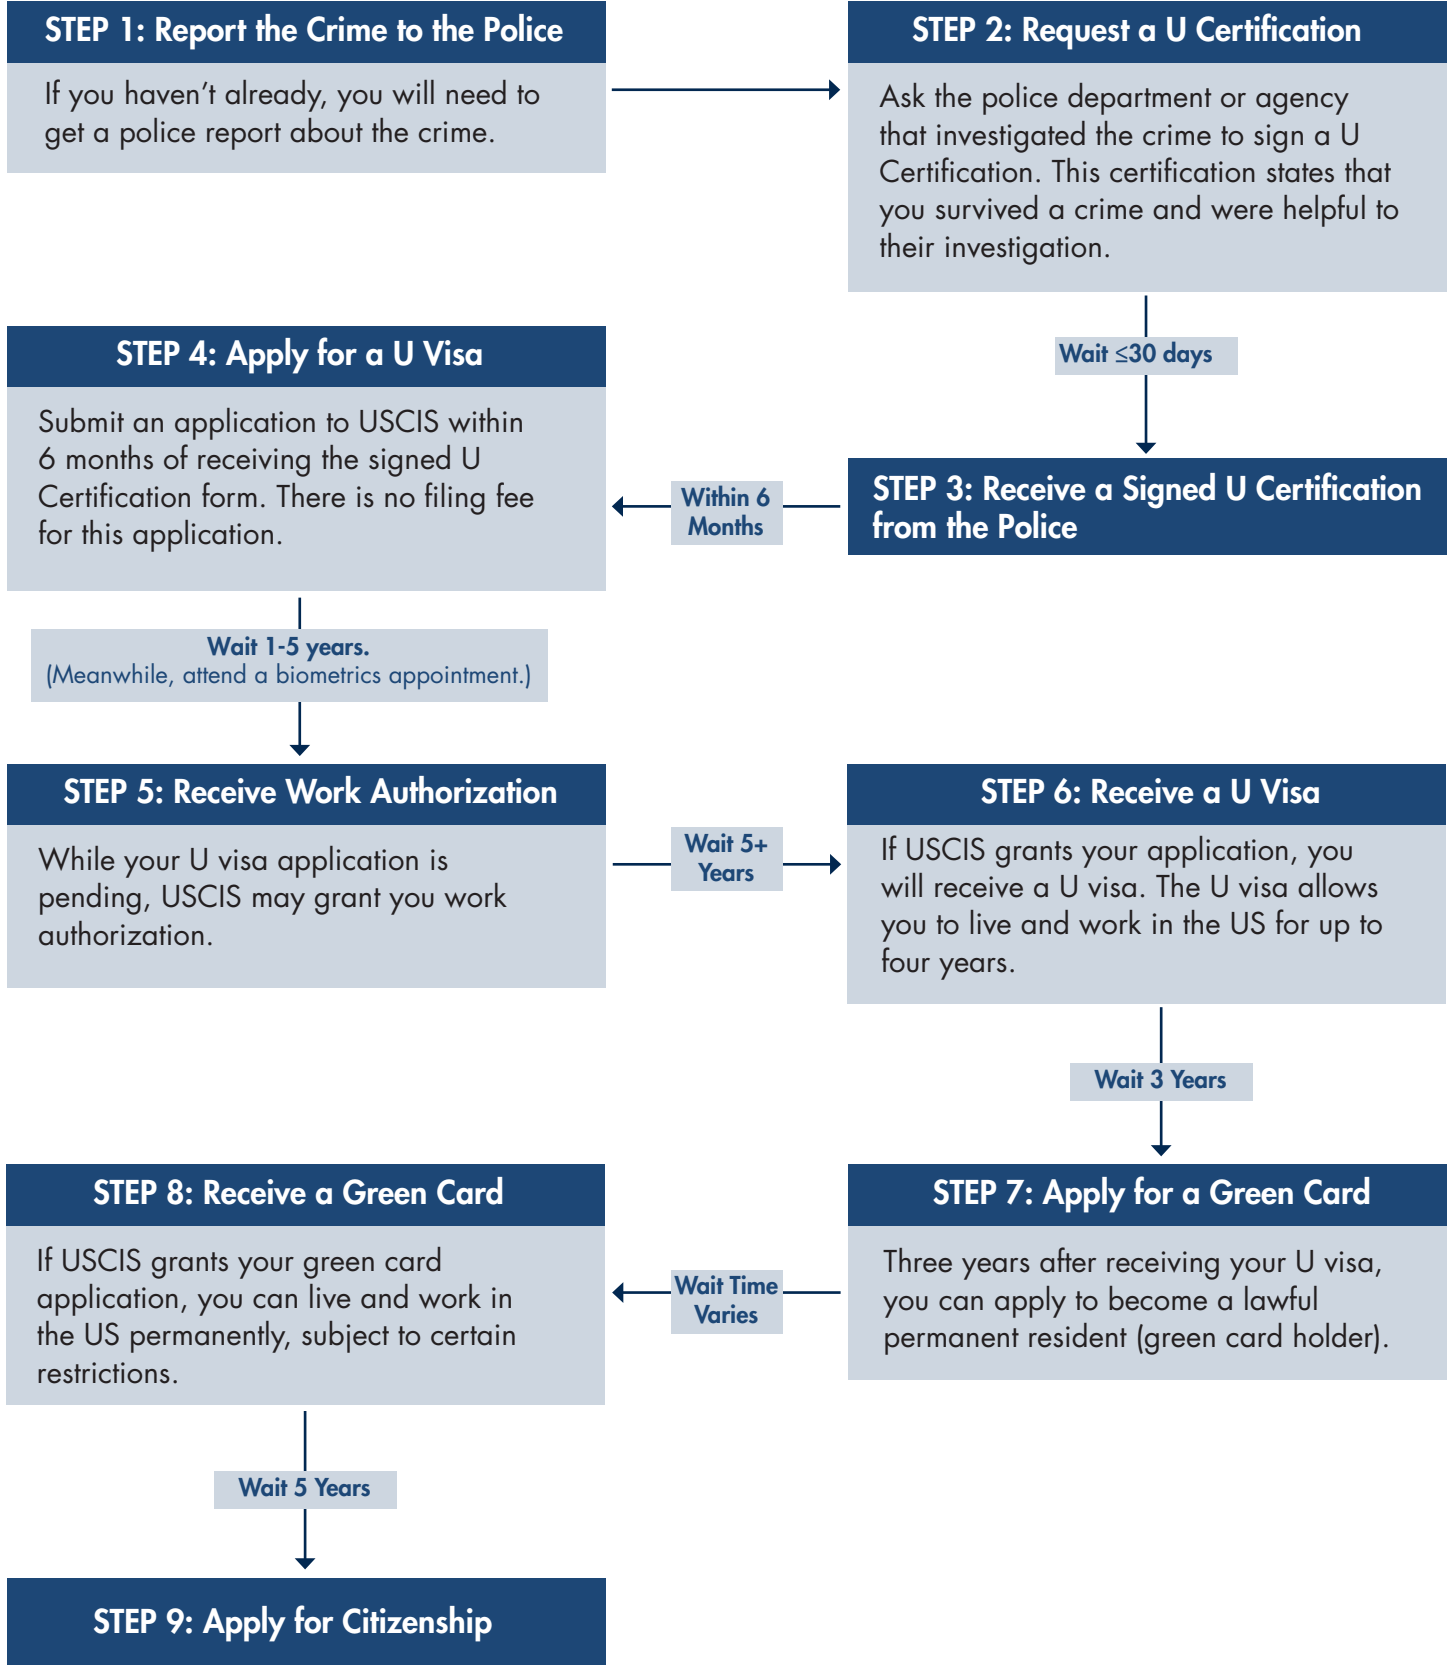 STEP 1: Report the Crime to the Police
If you haven't already, you will need to
get a police report about the crime.
STEP 2: Request a U Certification
Ask the police department or agency
that investigated the crime to sign a U
Certification. This certification states that
you survived a crime and were helpful to
their investigation.
Wait ≤30 days
STEP 3: Receive a Signed U Certification
from the Police
Within 6
Months
STEP 4: Apply for a U Visa
Submit an application to USCIS within
6 months of receiving the signed U
Certification form. There is no filing fee
for this application.
Wait 1-5 years.
(Meanwhile, attend a biometrics appointment.)
STEP 5: Receive Work Authorization
While your U visa application is
pending, USCIS may grant you work
authorization.
Wait 5+
Years
STEP 6: Receive a U Visa
If USCIS grants your application, you
will receive a U visa. The U visa allows
you to live and work in the US for up to
four years.
Wait 3 Years
STEP 7: Apply for a Green Card
Three years after receiving your U visa,
you can apply to become a lawful
permanent resident (green card holder).
Wait Time
Varies
STEP 8: Receive a Green Card
If USCIS grants your green card
application, you can live and work in
the US permanently, subject to certain
restrictions.
Wait 5 Years
STEP 9: Apply for Citizenship